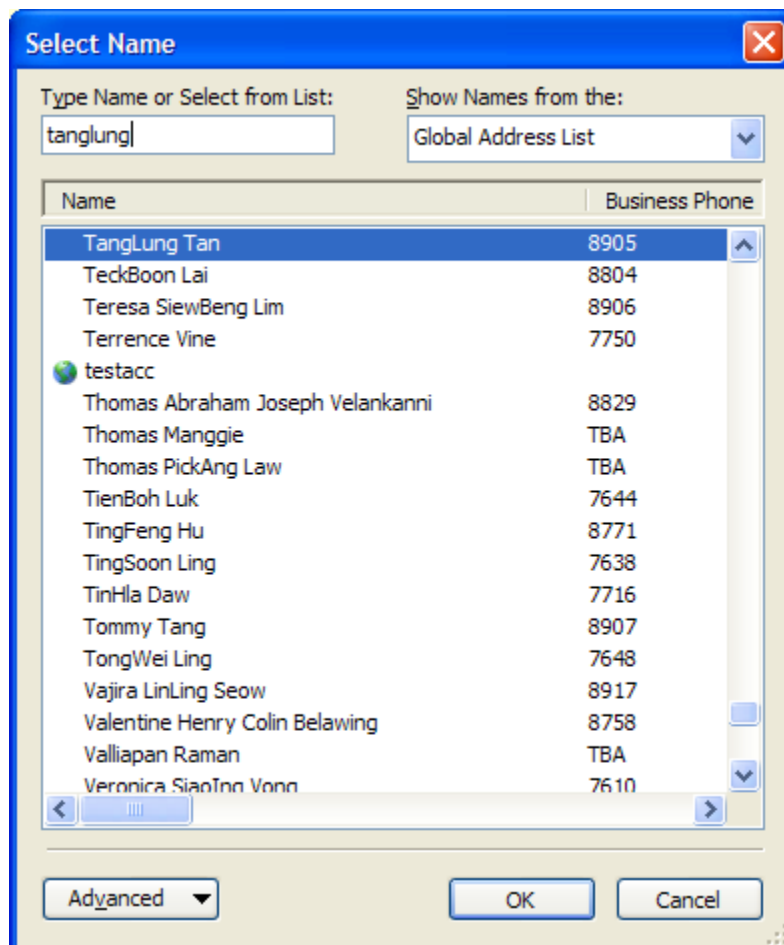 Select Name
Type Name or Select from List: Show Names from the:
tanglung Global Address List
Name Business Phone
TangLung Tan 8905
TeckBoon Lai 8804
Teresa SiewBeng Lim 8906
Terrence Vine 7750
testacc
Thomas Abraham Joseph Velankanni 8829
Thomas Manggie TBA
Thomas PickAng Law TBA
TienBoh Luk 7644
TingFeng Hu 8771
TingSoon Ling 7638
TinHla Daw 7716
Tommy Tang 8907
TongWei Ling 7648
Vajira LinLing Seow 8917
Valentine Henry Colin Belawing 8758
Valliapan Raman TBA
Veronica SiaoIng Vong 7610
Advanced OK Cancel